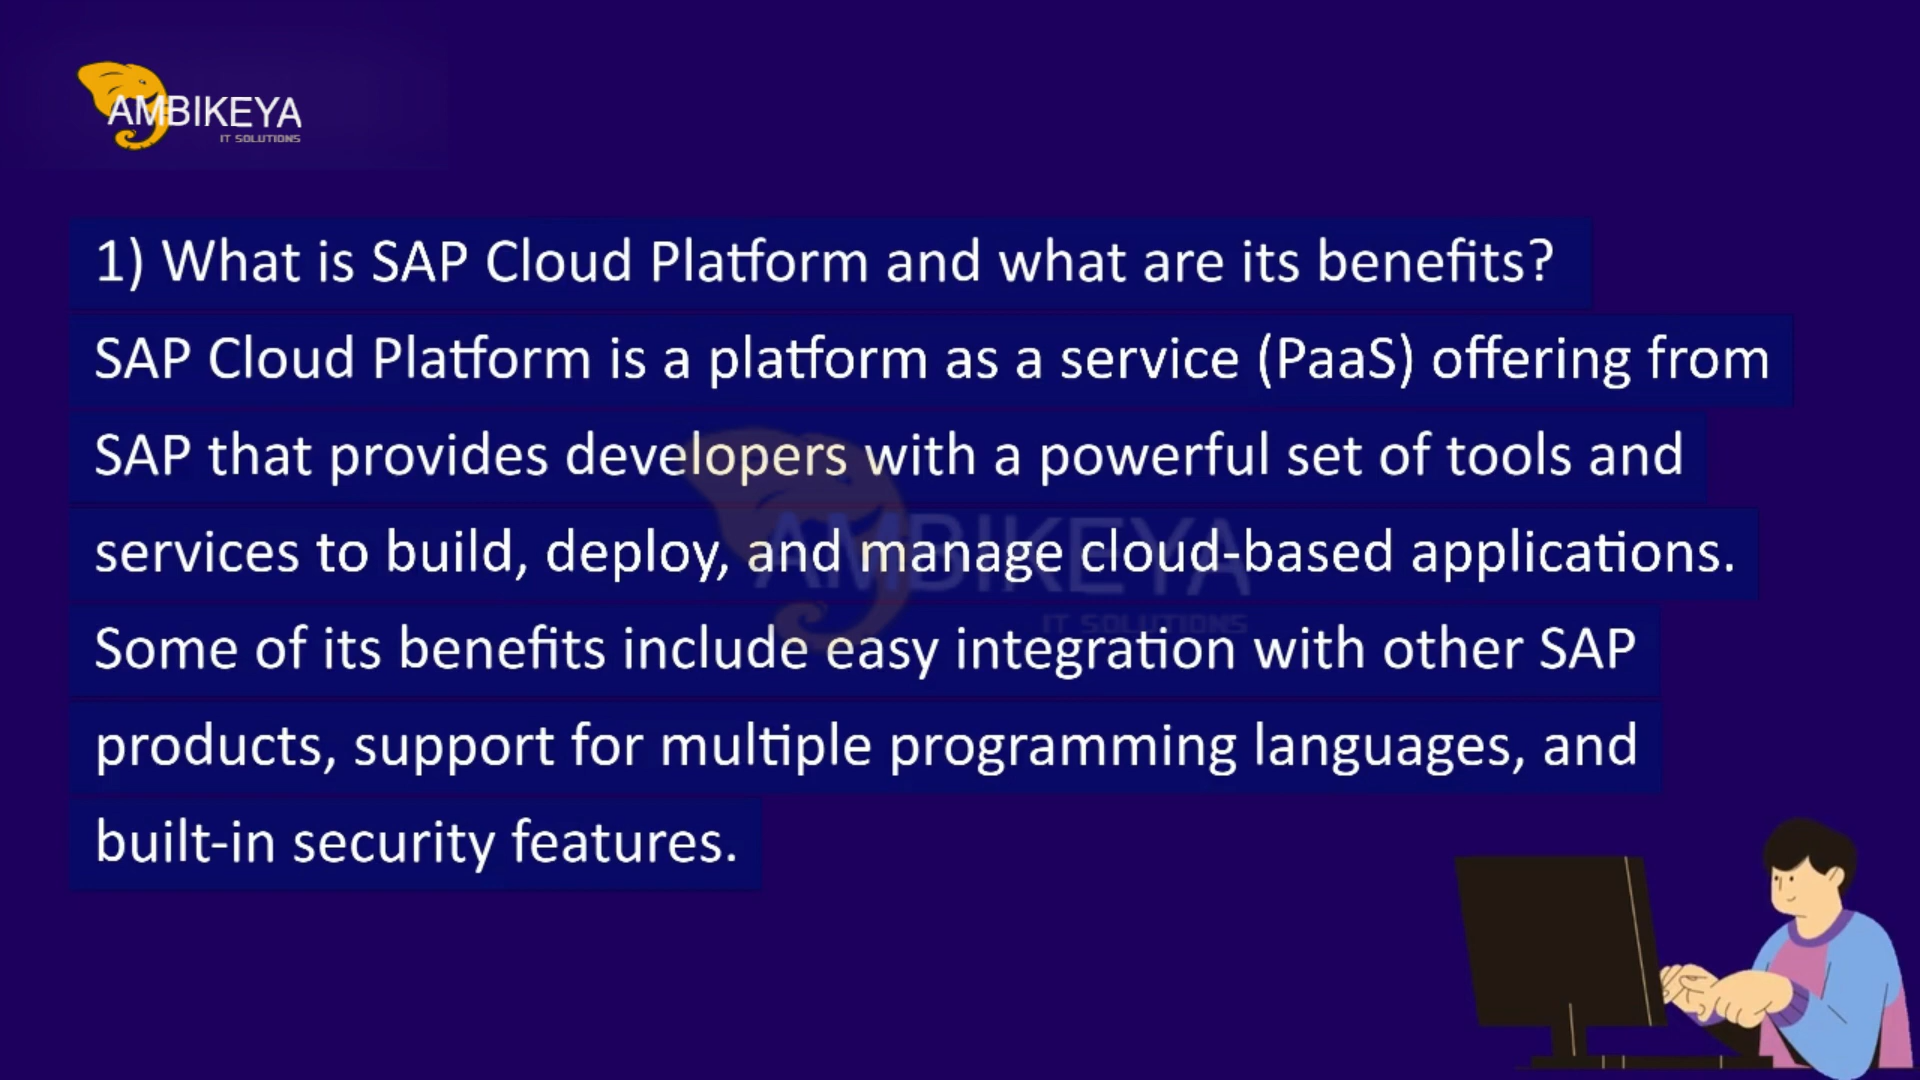 AMBIKEYA
IT SOLUTIONS
1) What is SAP Cloud Platform and what are its benefits?
SAP Cloud Platform is a platform as a service (PaaS) offering from
SAP that provides developers with a powerful set of tools and
services to build, deploy, and manage cloud-based applications.
Some of its benefits include easy integration with other SAP
products, support for multiple programming languages, and
built-in security features.
AMBIKEYA
IT SOLUTIONS